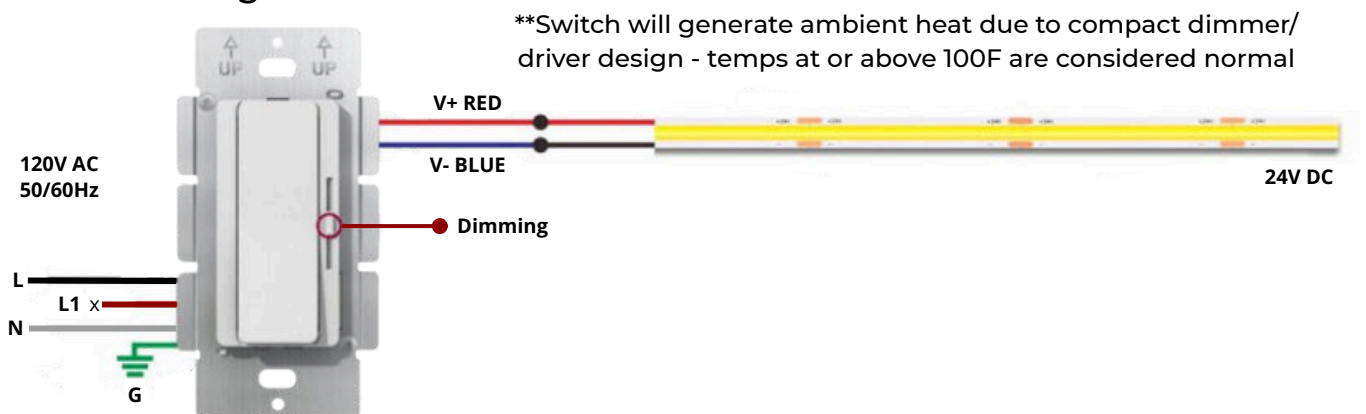 **Switch will generate ambient heat due to compact dimmer/
driver design - temps at or above 100F are considered normal
UP UP
V+ RED
V- BLUE
120V AC
50/60Hz
24V DC
Dimming
L
L1 x
N
G